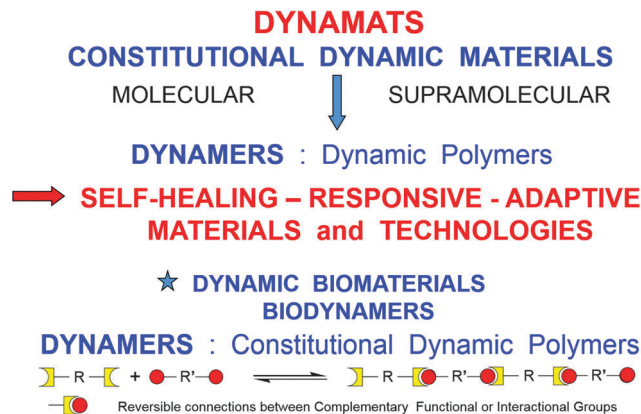 DYNAMATS
CONSTITUTIONAL DYNAMIC MATERIALS
MOLECULAR SUPRAMOLECULAR
DYNAMERS : Dynamic Polymers
SELF-HEALING – RESPONSIVE - ADAPTIVE
MATERIALS and TECHNOLOGIES
DYNAMIC BIOMATERIALS
BIODYNAMERS
DYNAMERS : Constitutional Dynamic Polymers
R + R' R R' R R'
Reversible connections between Complementary Functional or Interactional Groups